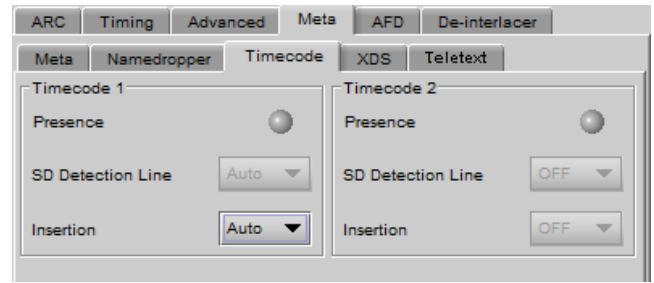 ARC Timing Advanced Meta AFD De-interlacer
Meta Namedropper Timecode XDS Teletext
Timecode 1 Timecode 2
Presence Presence
SD Detection Line Auto SD Detection Line OFF
Insertion Auto Insertion OFF